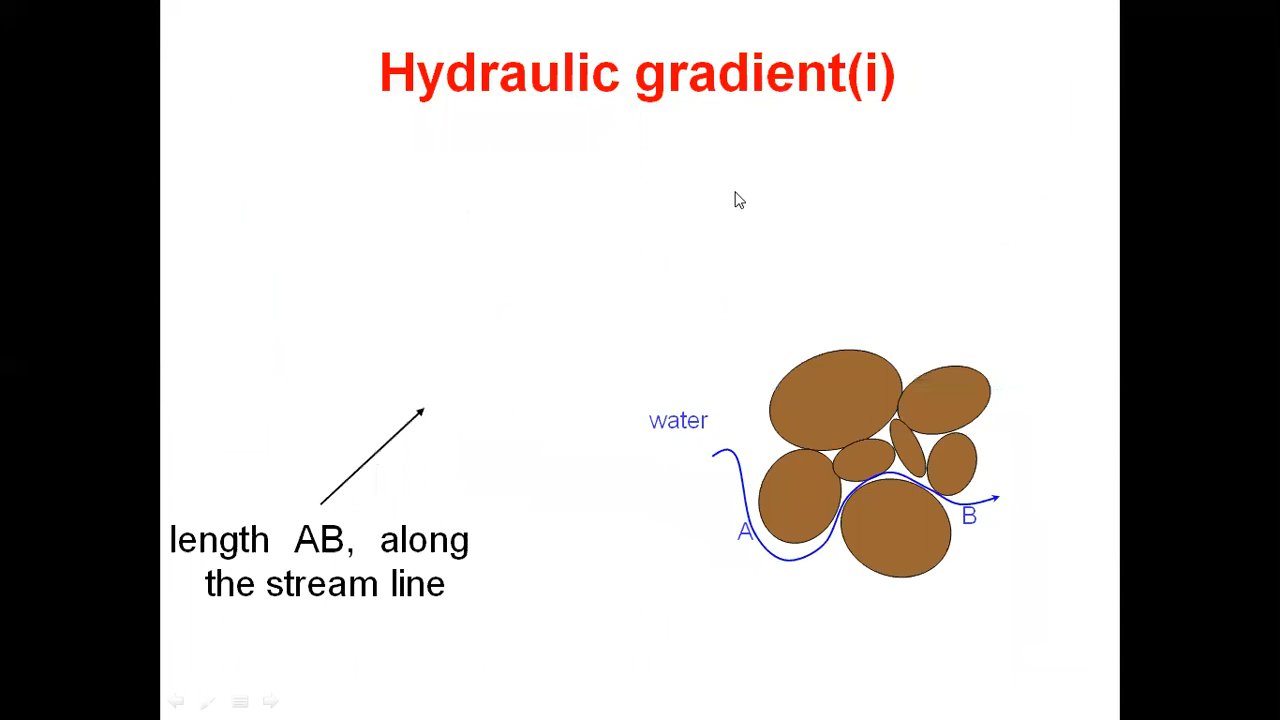 Hydraulic gradient(i)
water
A
B
length AB, along
the stream line